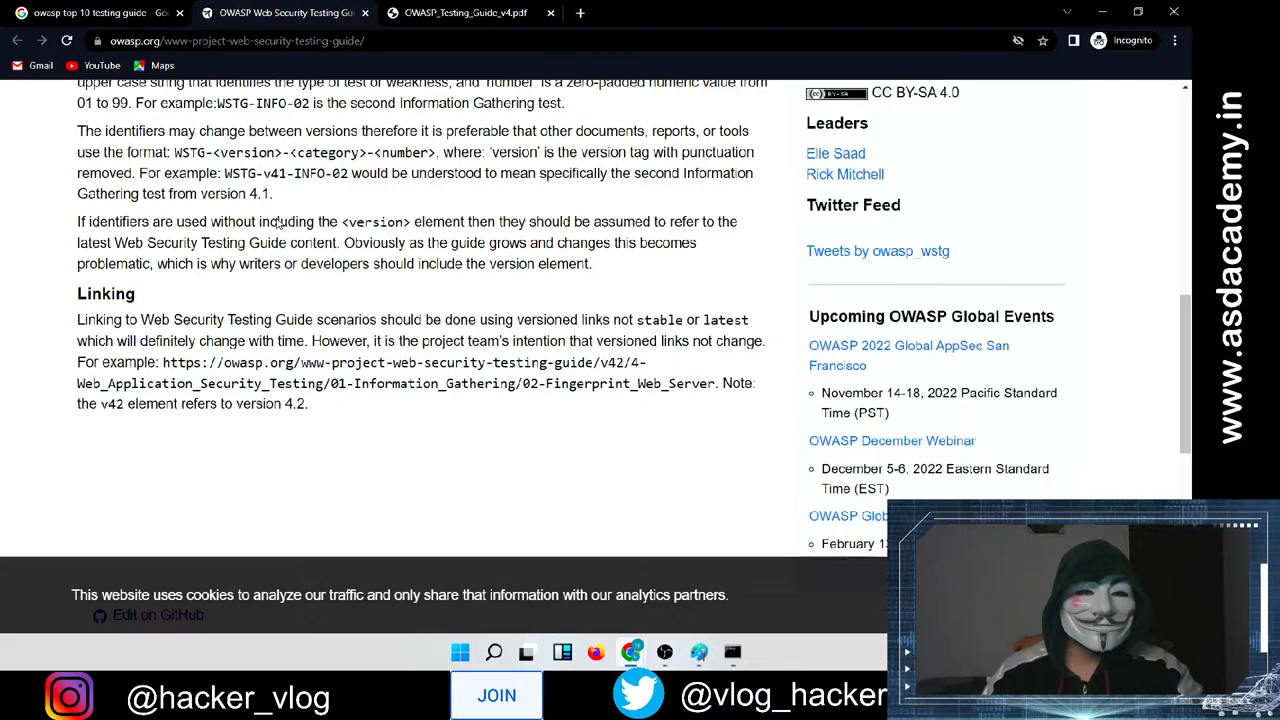 owasp top 10 testing guide - Goo
OWASP Web Security Testing Gui
OWASP_Testing_Guide_v4.pdf
owasp.org/www-project-web-security-testing-guide/
Incognito
Gmail
YouTube
Maps
upper case string that identifies the type of test or weakness, and 'number' is a zero-padded numeric value from
01 to 99. For example:WSTG-INFO-02 is the second Information Gathering test.
The identifiers may change between versions therefore it is preferable that other documents, reports, or tools
use the format: WSTG-<version>-<category>-<number>, where: 'version' is the version tag with punctuation
removed. For example: WSTG-v41-INFO-02 would be understood to mean specifically the second Information
Gathering test from version 4.1.
If identifiers are used without including the <version> element then they should be assumed to refer to the
latest Web Security Testing Guide content. Obviously as the guide grows and changes this becomes
problematic, which is why writers or developers should include the version element.
Linking
Linking to Web Security Testing Guide scenarios should be done using versioned links not stable or latest
which will definitely change with time. However, it is the project team's intention that versioned links not change.
For example: https://owasp.org/www-project-web-security-testing-guide/v42/4-
Web_Application_Security_Testing/01-Information_Gathering/02-Fingerprint_Web_Server. Note:
the v42 element refers to version 4.2.
CC BY-SA 4.0
Leaders
Elie Saad
Rick Mitchell
Twitter Feed
Tweets by owasp_wstg
Upcoming OWASP Global Events
OWASP 2022 Global AppSec San
Francisco
November 14-18, 2022 Pacific Standard
Time (PST)
OWASP December Webinar
December 5-6, 2022 Eastern Standard
Time (EST)
OWASP Glob
February 1
This website uses cookies to analyze our traffic and only share that information with our analytics partners.
Edit on GitHub
www.asdacademy.in
@hacker_vlog
JOIN
@vlog_hacker